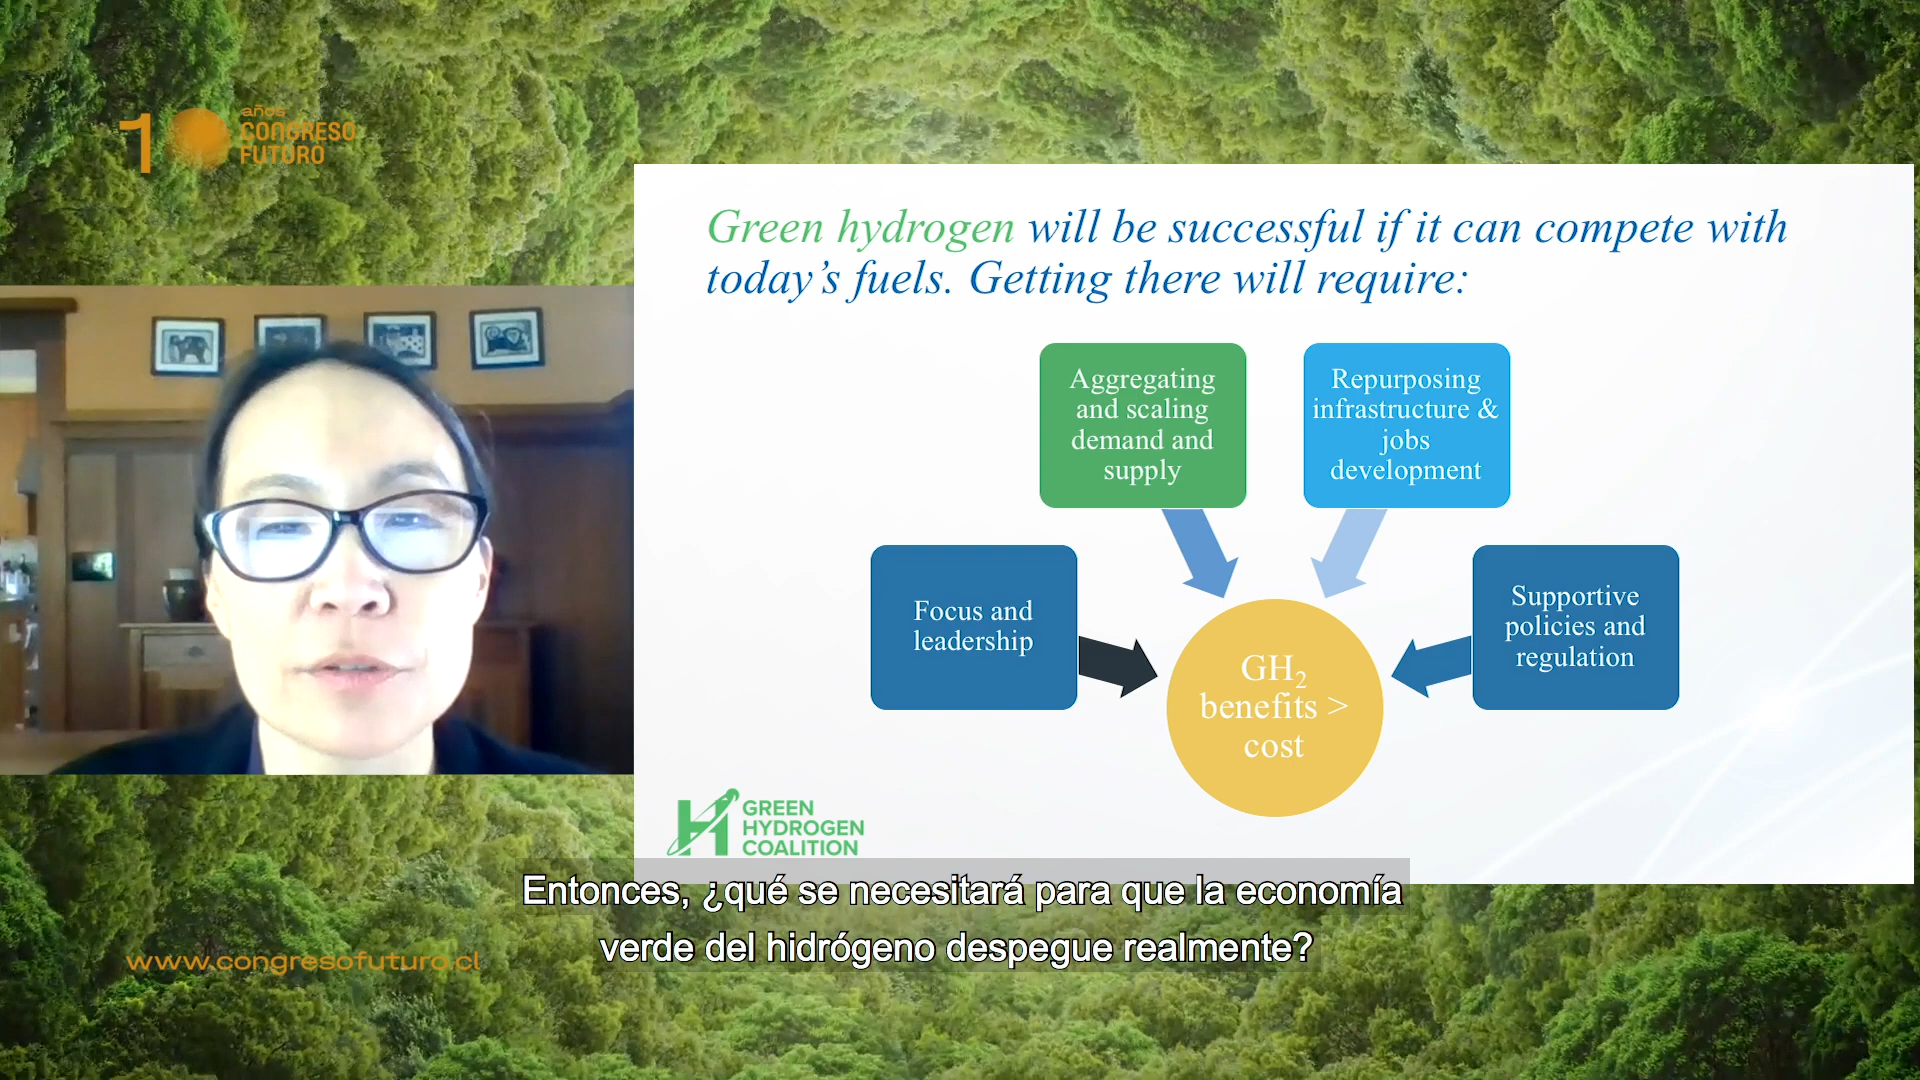 10 años
CONGRESO
FUTURO
Green hydrogen will be successful if it can compete with
today's fuels. Getting there will require:
Aggregating
and scaling
demand and
supply
Repurposing
infrastructure &
jobs
development
Focus and
leadership
Supportive
policies and
regulation
GH₂
benefits >
cost
GREEN
HYDROGEN
COALITION
Entonces, ¿qué se necesitará para que la economía
verde del hidrógeno despegue realmente?
www.congresofuturo.cl